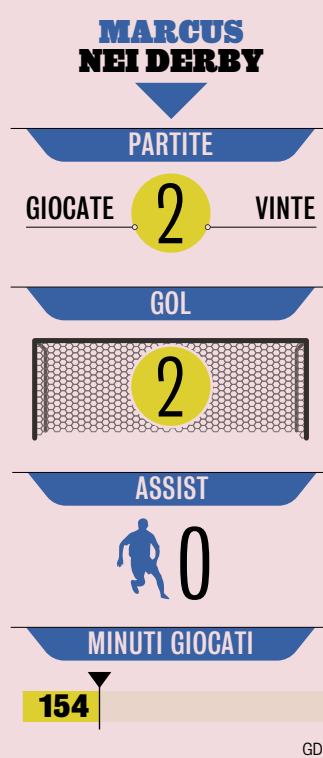 MARCUS
NEI DERBY
PARTITE
GIOCATE 2 VINTE
GOL
2
ASSIST
0
MINUTI GIOCATI
154
GD